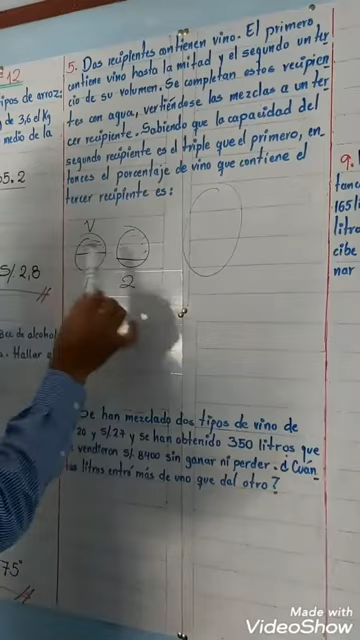 12
ipos de arroz:
de 3,6 el kg
medio de la
5.2
S/ 2,8
de alcohol
. Hallar
75°
5. Dos recipientes contienen vino. El primero,
contiene vino hasta la mitad y el segundo un ter
cio de su volumen. Se completan estos recipien
tes con agua, vertiéndose las mezclas a un ter
cer recipiente. Sabiendo que la capacidad del
segundo recipiente es el triple que el primero, en_
tonces el porcentaje de vino que contiene el
tercer recipiente es:
V
2
Se han mezclado dos tipos de vino de
20 y S/.27 y se han obtenido 350 litros que
vendieron S/. 8400 sin ganar ni perder. ¿Cuán_
tos litros entró más de uno que del otro?
9.
tano
165
litro
cibe
nar
Made with
VideoShow